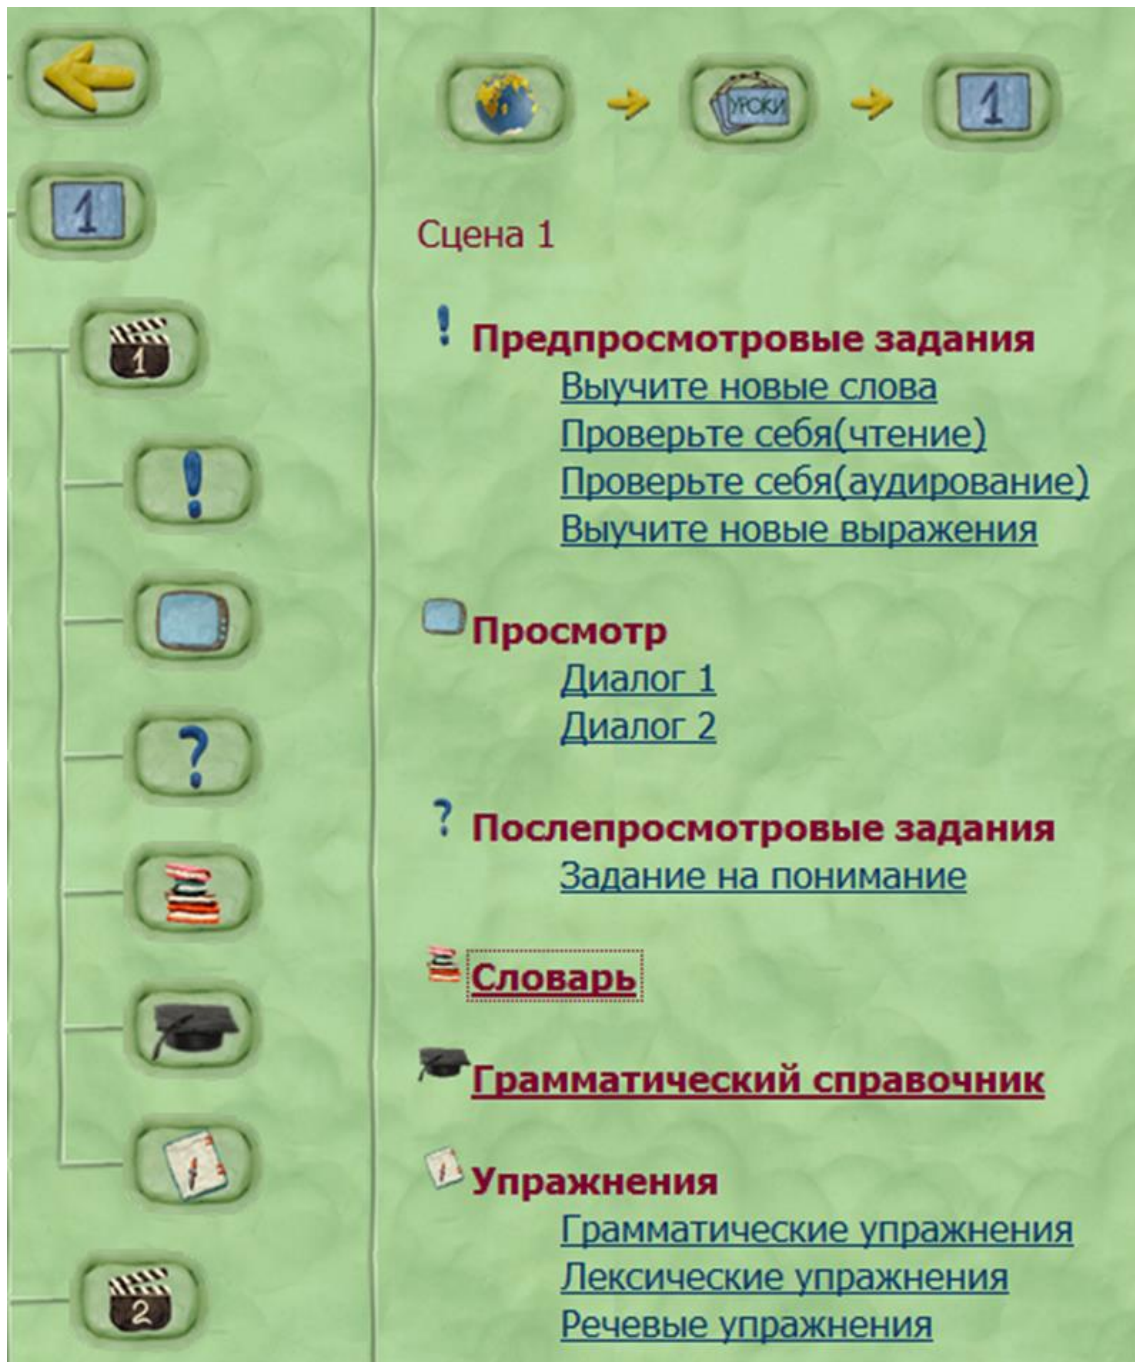 УРОКИ
1
1
Сцена 1
1
Предпросмотровые задания
Выучите новые слова
Проверьте себя(чтение)
Проверьте себя(аудирование)
Выучите новые выражения
Просмотр
Диалог 1
Диалог 2
?
?
Послепросмотровые задания
Задание на понимание
Словарь
Грамматический справочник
Упражнения
Грамматические упражнения
Лексические упражнения
Речевые упражнения
2